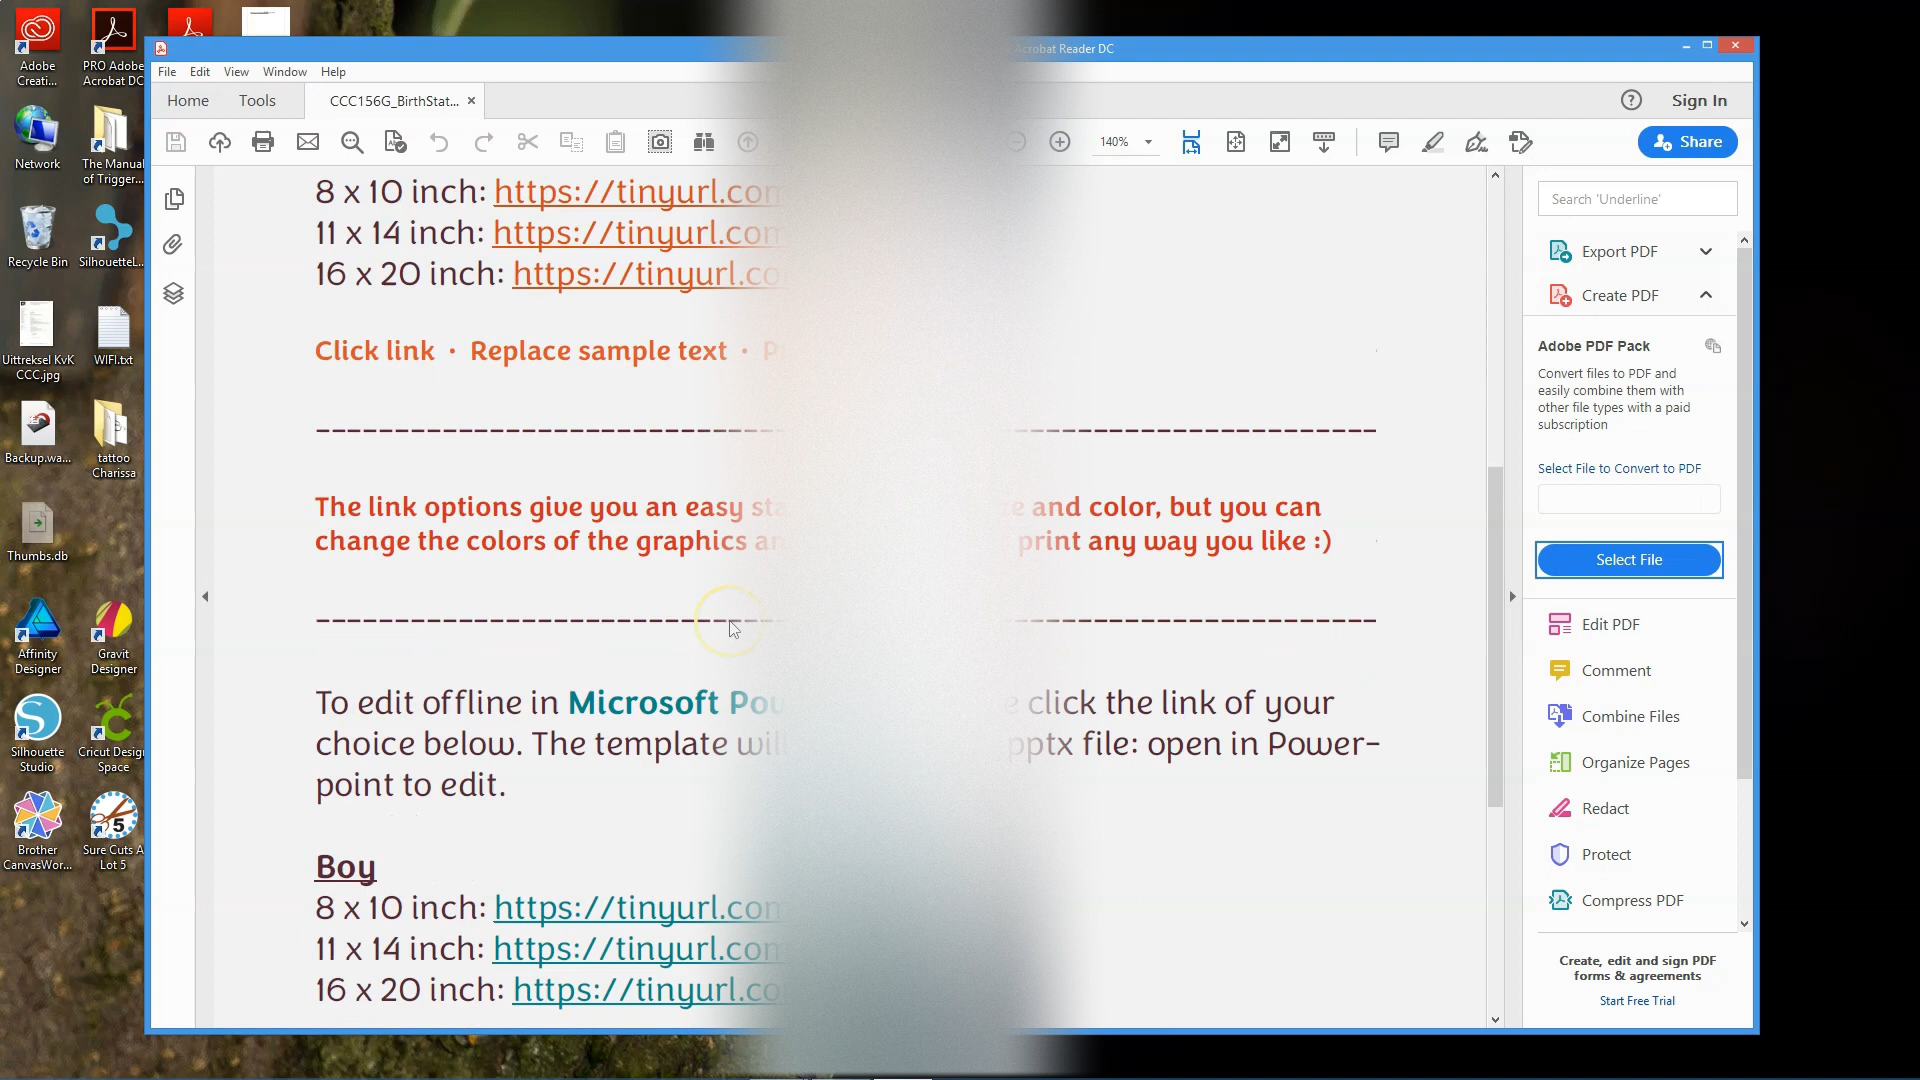 Adobe Creati...
PRO Adobe Acrobat DC
Network
The Manual of Trigger...
Recycle Bin
SilhouetteL...
Uittreksel KvK CCC.jpg
WIFI.txt
Backup.wa...
tattoo Charissa
Thumbs.db
Affinity Designer
Gravit Designer
Silhouette Studio
Cricut Design Space
Brother CanvasWor...
Sure Cuts A Lot 5
Acrobat Reader DC
File Edit View Window Help
Home Tools CCC156G_BirthStat... × Sign In
140% Share
8 x 10 inch: https://tinyurl.com
11 x 14 inch: https://tinyurl.com
16 x 20 inch: https://tinyurl.co
Click link · Replace sample text ·
The link options give you an easy and color, but you can
change the colors of the graphics print any way you like :)
To edit offline in Microsoft click the link of your
choice below. The template pptx file: open in Power-
point to edit.
Boy
8 x 10 inch: https://tinyurl.com
11 x 14 inch: https://tinyurl.com
16 x 20 inch: https://tinyurl.co
Search 'Underline'
Export PDF
Create PDF
Adobe PDF Pack
Convert files to PDF and
easily combine them with
other file types with a paid
subscription
Select File to Convert to PDF
Select File
Edit PDF
Comment
Combine Files
Organize Pages
Redact
Protect
Compress PDF
Create, edit and sign PDF
forms & agreements
Start Free Trial